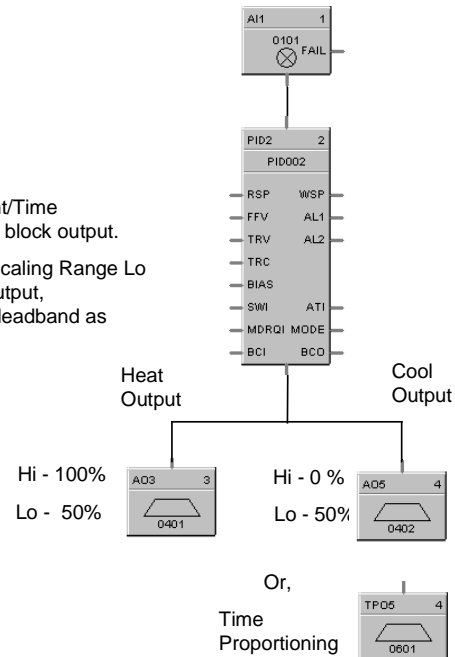 AI1 1
0101
FAIL
PID2 2
PID002
RSP WSP
FFV AL1
TRV AL2
TRC
BIAS
SWI ATI
MDRQI MODE
BCI BCO
t/Time
block output.
caling Range Lo
utput,
eadband as
Heat
Output
Cool
Output
Hi - 100%
Lo - 50%
AO3 3
0401
Hi - 0 %
Lo - 50%
AO5 4
0402
Or,
Time
Proportioning
TPO5 4
0601